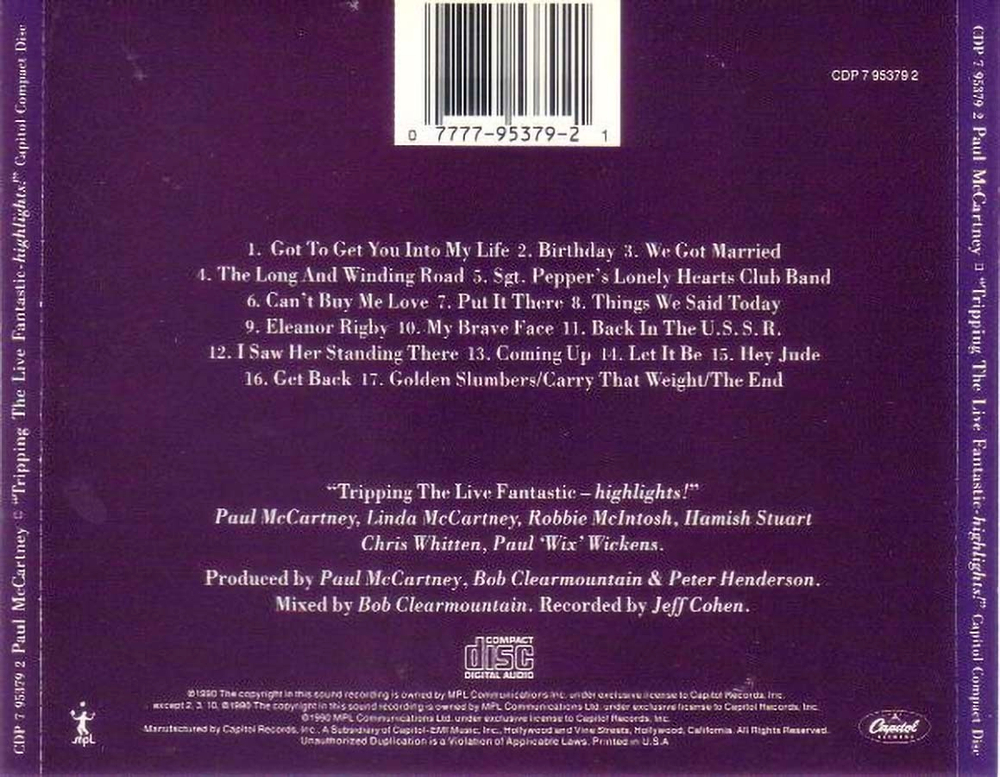 CDP 7 95379 2 Paul McCartney "Tripping The Live Fantastic-highlights!" Capitol Compact Disc
0 7777-95379-2 1
CDP 7 95379 2
1. Got To Get You Into My Life 2. Birthday 3. We Got Married
4. The Long And Winding Road 5. Sgt. Pepper's Lonely Hearts Club Band
6. Can't Buy Me Love 7. Put It There 8. Things We Said Today
9. Eleanor Rigby 10. My Brave Face 11. Back In The U.S.S.R.
12. I Saw Her Standing There 13. Coming Up 14. Let It Be 15. Hey Jude
16. Get Back 17. Golden Slumbers/Carry That Weight/The End
"Tripping The Live Fantastic – highlights!"
Paul McCartney, Linda McCartney, Robbie McIntosh, Hamish Stuart
Chris Whitten, Paul 'Wix' Wickens.
Produced by Paul McCartney, Bob Clearmountain & Peter Henderson.
Mixed by Bob Clearmountain. Recorded by Jeff Cohen.
COMPACT
disc
DIGITAL AUDIO
℗1990 The copyright in this sound recording is owned by MPL Communications Inc. under exclusive license to Capitol Records, Inc.
except 2, 3, 10, ℗1990 The copyright in this sound recording is owned by MPL Communications Ltd. under exclusive license to Capitol Records, Inc.
©1990 MPL Communications Ltd. under exclusive license to Capitol Records, Inc.
Manufactured by Capitol Records, Inc., A Subsidiary of Capitol-EMI Music, Inc., Hollywood and Vine Streets, Hollywood, California. All Rights Reserved.
Unauthorized Duplication is a Violation of Applicable Laws. Printed in U.S.A
MPL
Capitol
CDP 7 95379 2 Paul McCartney "Tripping The Live Fantastic-highlights!" Capitol Compact Disc